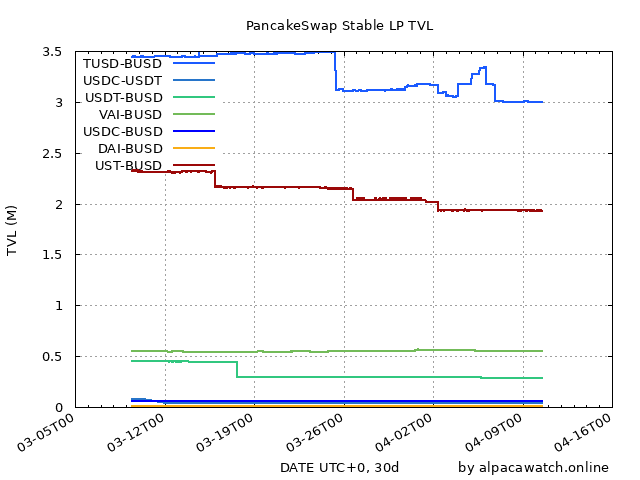 PancakeSwap Stable LP TVL
3.5
3
2.5
2
1.5
1
0.5
0
TVL (M)
TUSD-BUSD
USDC-USDT
USDT-BUSD
VAI-BUSD
USDC-BUSD
DAI-BUSD
UST-BUSD
03-05T00
03-12T00
03-19T00
03-26T00
04-02T00
04-09T00
04-16T00
DATE UTC+0, 30d
by alpacawatch.online